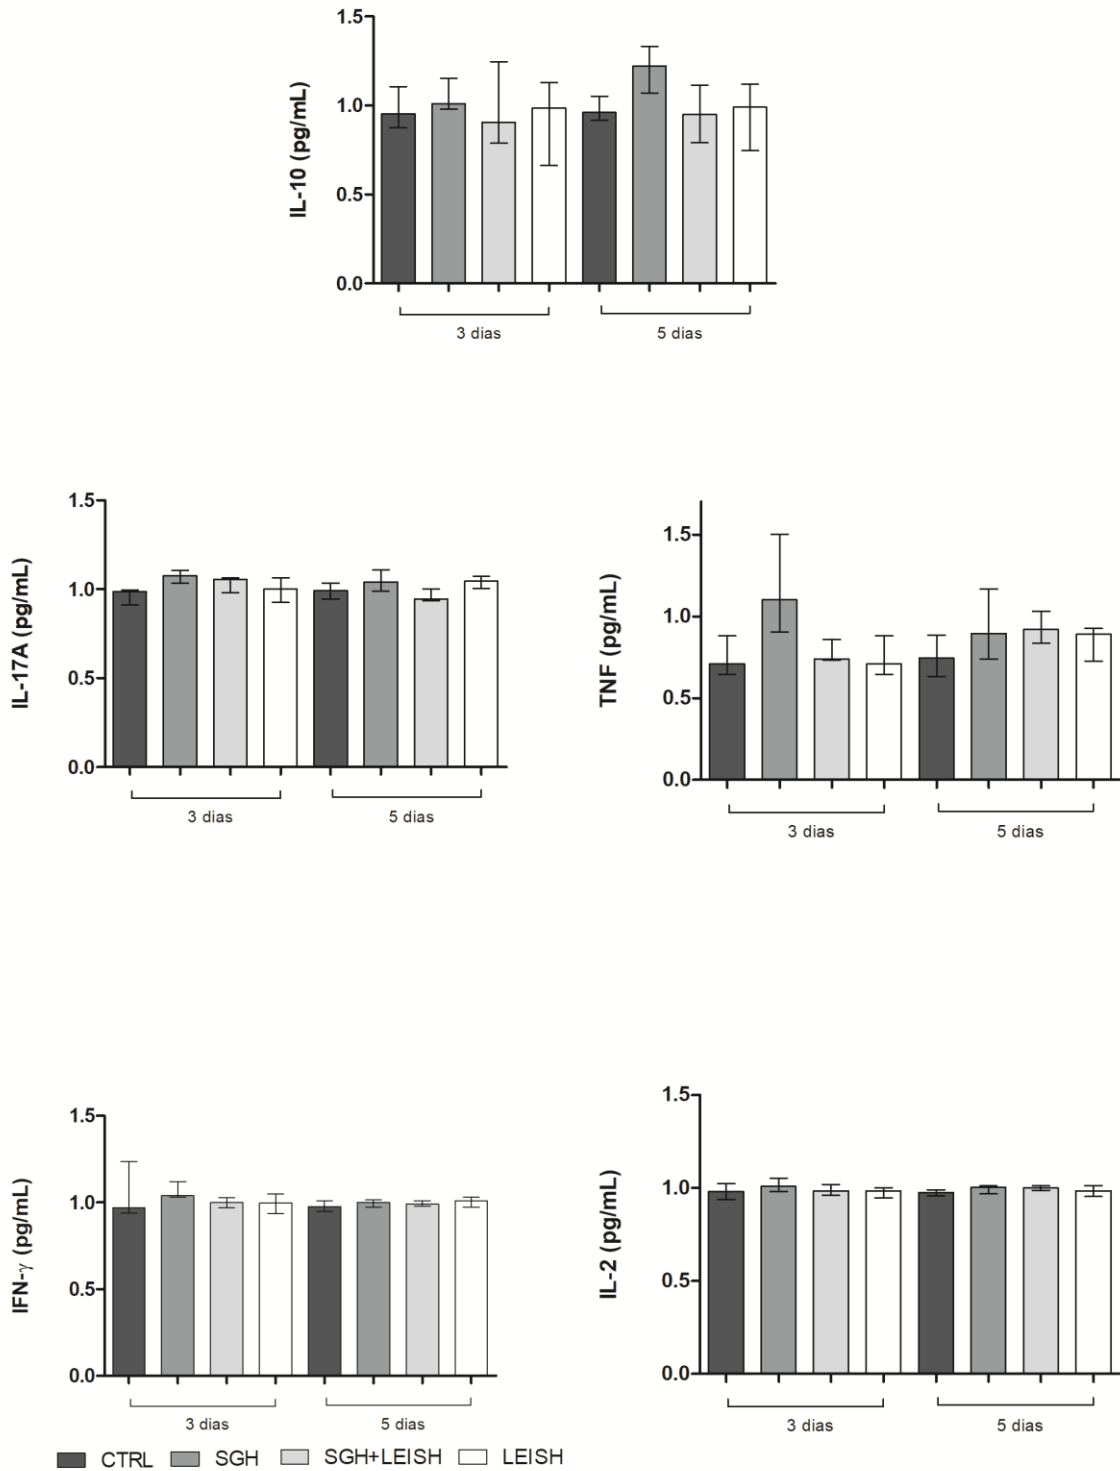 IL-10 (pg/mL)
1.5
1.0
0.5
0.0
3 dias
5 dias
IL-17A (pg/mL)
1.5
1.0
0.5
0.0
3 dias
5 dias
TNF (pg/mL)
1.5
1.0
0.5
0.0
3 dias
5 dias
IFN-γ (pg/mL)
1.5
1.0
0.5
0.0
3 dias
5 dias
IL-2 (pg/mL)
1.5
1.0
0.5
0.0
3 dias
5 dias
CTRL SGH SGH+LEISH LEISH